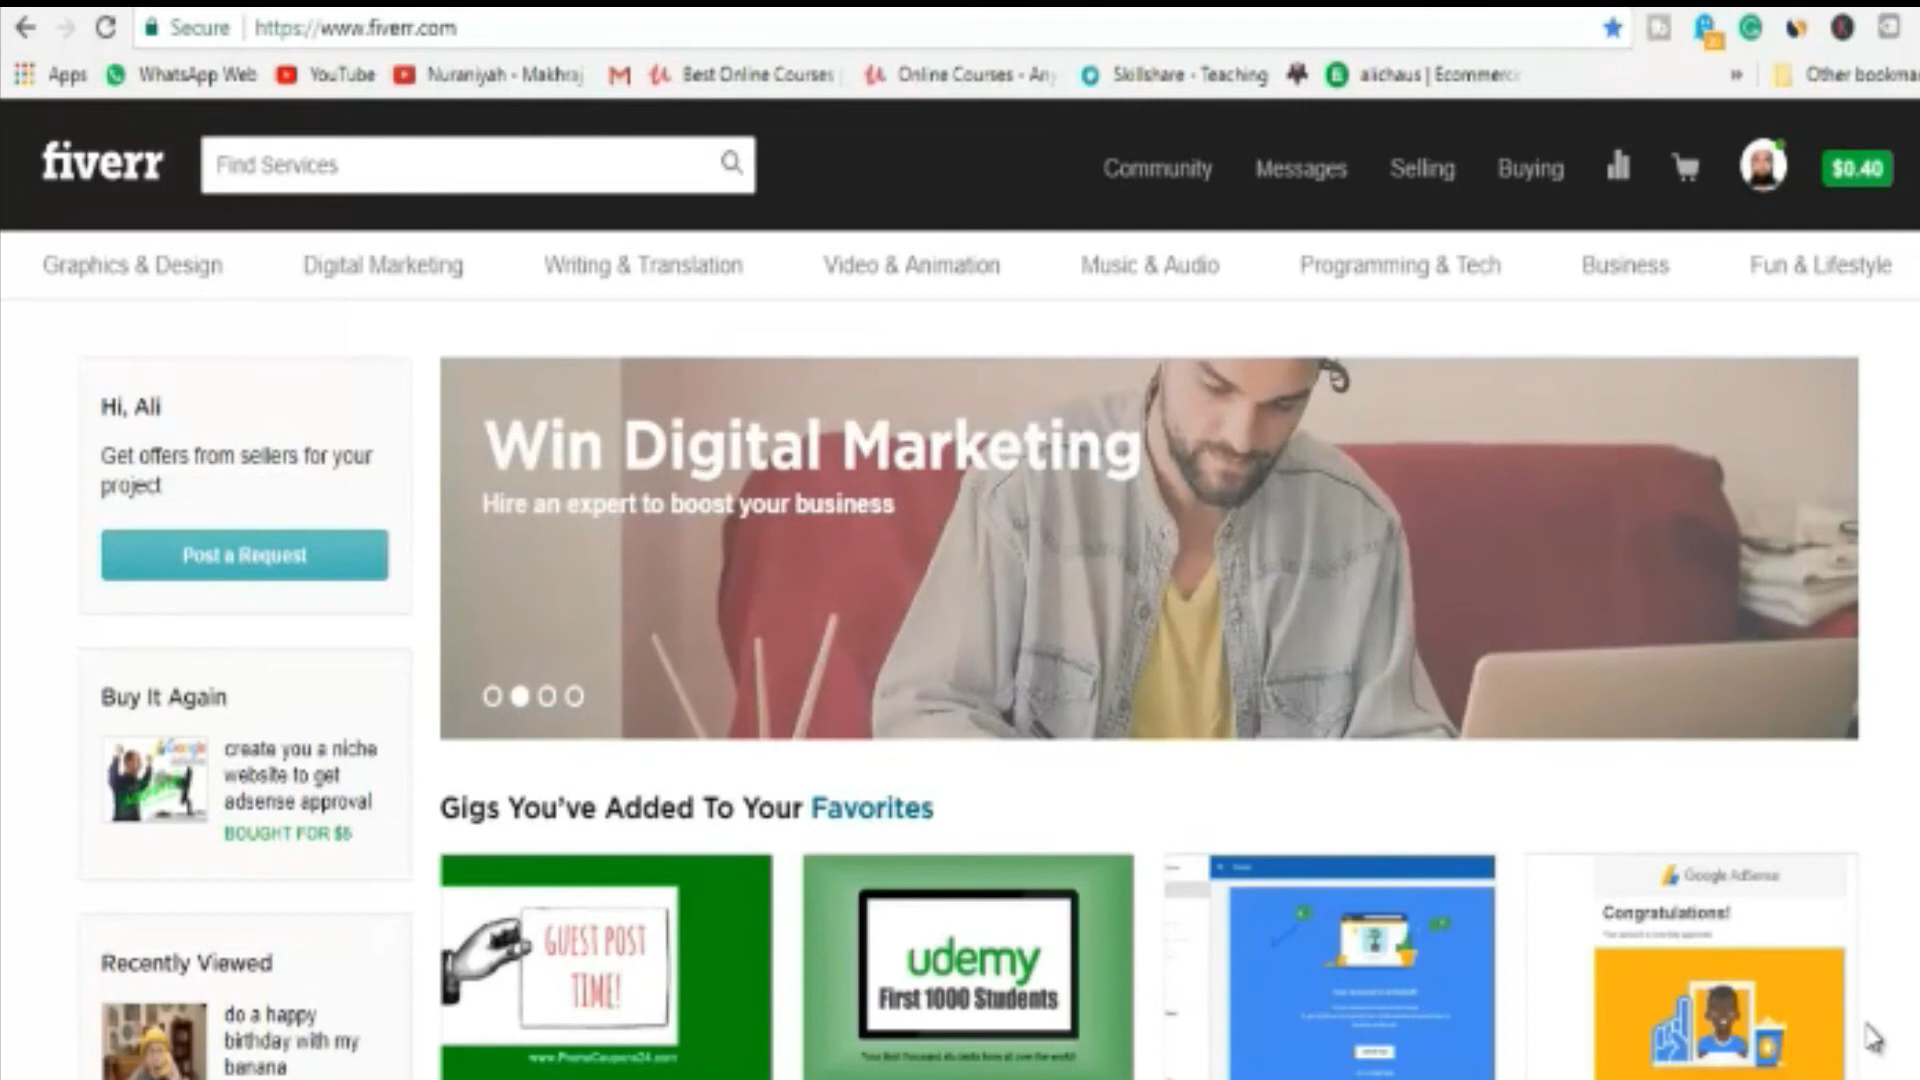 Secure https://www.fiverr.com
Apps WhatsApp Web YouTube Nuraniyah - Makhraj Best Online Courses Online Courses - Any Skillshare - Teaching alichaus | Ecommerc Other bookma
fiverr
Find Services
Community Messages Selling Buying $0.40
Graphics & Design Digital Marketing Writing & Translation Video & Animation Music & Audio Programming & Tech Business Fun & Lifestyle
Hi, Ali
Get offers from sellers for your
project
Post a Request
Win Digital Marketing
Hire an expert to boost your business
Buy It Again
create you a niche
website to get
adsense approval
BOUGHT FOR $5
Gigs You've Added To Your Favorites
GUEST POST
TIME!
www.PromoCoupons24.com
udemy
First 1000 Students
Google AdSense
Congratulations!
Recently Viewed
do a happy
birthday with my
banana